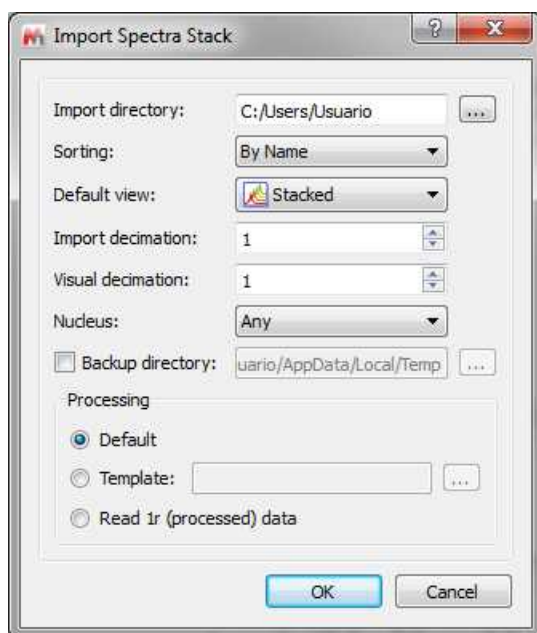 Import Spectra Stack
Import directory: C:/Users/Usuario ...
Sorting: By Name
Default view: Stacked
Import decimation: 1
Visual decimation: 1
Nucleus: Any
Backup directory: uario/AppData/Local/Temp ...
Processing
Default
Template: ...
Read 1r (processed) data
OK Cancel